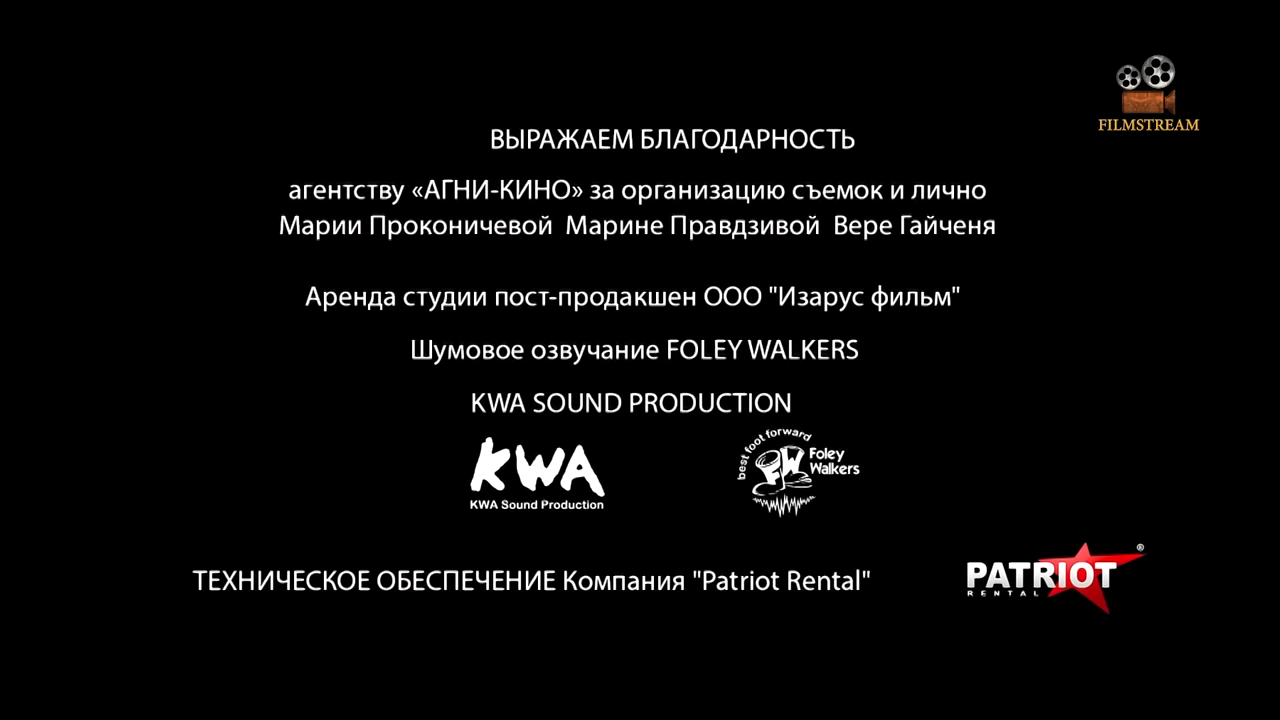 FILMSTREAM
ВЫРАЖАЕМ БЛАГОДАРНОСТЬ
агентству «АГНИ-КИНО» за организацию съемок и лично
Марии Проконичевой Марине Правдзивой Вере Гайченя
Аренда студии пост-продакшен ООО "Изарус фильм"
Шумовое озвучание FOLEY WALKERS
KWA SOUND PRODUCTION
KWA
KWA Sound Production
best foot forward
FW
Foley
Walkers
ТЕХНИЧЕСКОЕ ОБЕСПЕЧЕНИЕ Компания "Patriot Rental"
PATRIOT ®
RENTAL